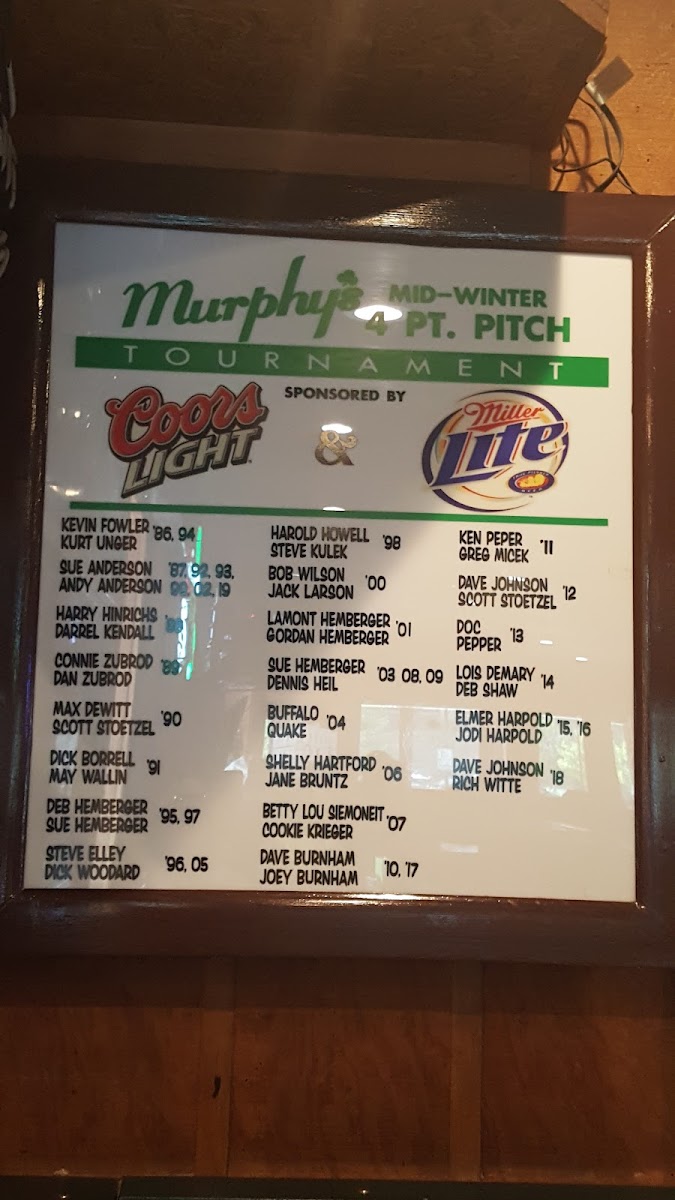 Murphy's MID-WINTER
4 PT. PITCH
TOURNAMENT
SPONSORED BY
Coors
LIGHT
&
Miller
Lite
KEVIN FOWLER '86, 94
KURT UNGER
SUE ANDERSON '87, 92, 93,
ANDY ANDERSON 99, 02, 19
HARRY HINRICHS '88
DARREL KENDALL
CONNIE ZUBROD '89
DAN ZUBROD
MAX DEWITT '90
SCOTT STOETZEL
DICK BORRELL '91
MAY WALLIN
DEB HEMBERGER '95, 97
SUE HEMBERGER
STEVE ELLEY '96, 05
DICK WOODARD
HAROLD HOWELL '98
STEVE KULEK
BOB WILSON '00
JACK LARSON
LAMONT HEMBERGER '01
GORDAN HEMBERGER
SUE HEMBERGER '03 08, 09
DENNIS HEIL
BUFFALO '04
QUAKE
SHELLY HARTFORD '06
JANE BRUNTZ
BETTY LOU SIEMONEIT '07
COOKIE KRIEGER
DAVE BURNHAM '10, '17
JOEY BURNHAM
KEN PEPER '11
GREG MICEK
DAVE JOHNSON '12
SCOTT STOETZEL
DOC '13
PEPPER
LOIS DEMARY '14
DEB SHAW
ELMER HARPOLD '15, '16
JODI HARPOLD
DAVE JOHNSON '18
RICH WITTE